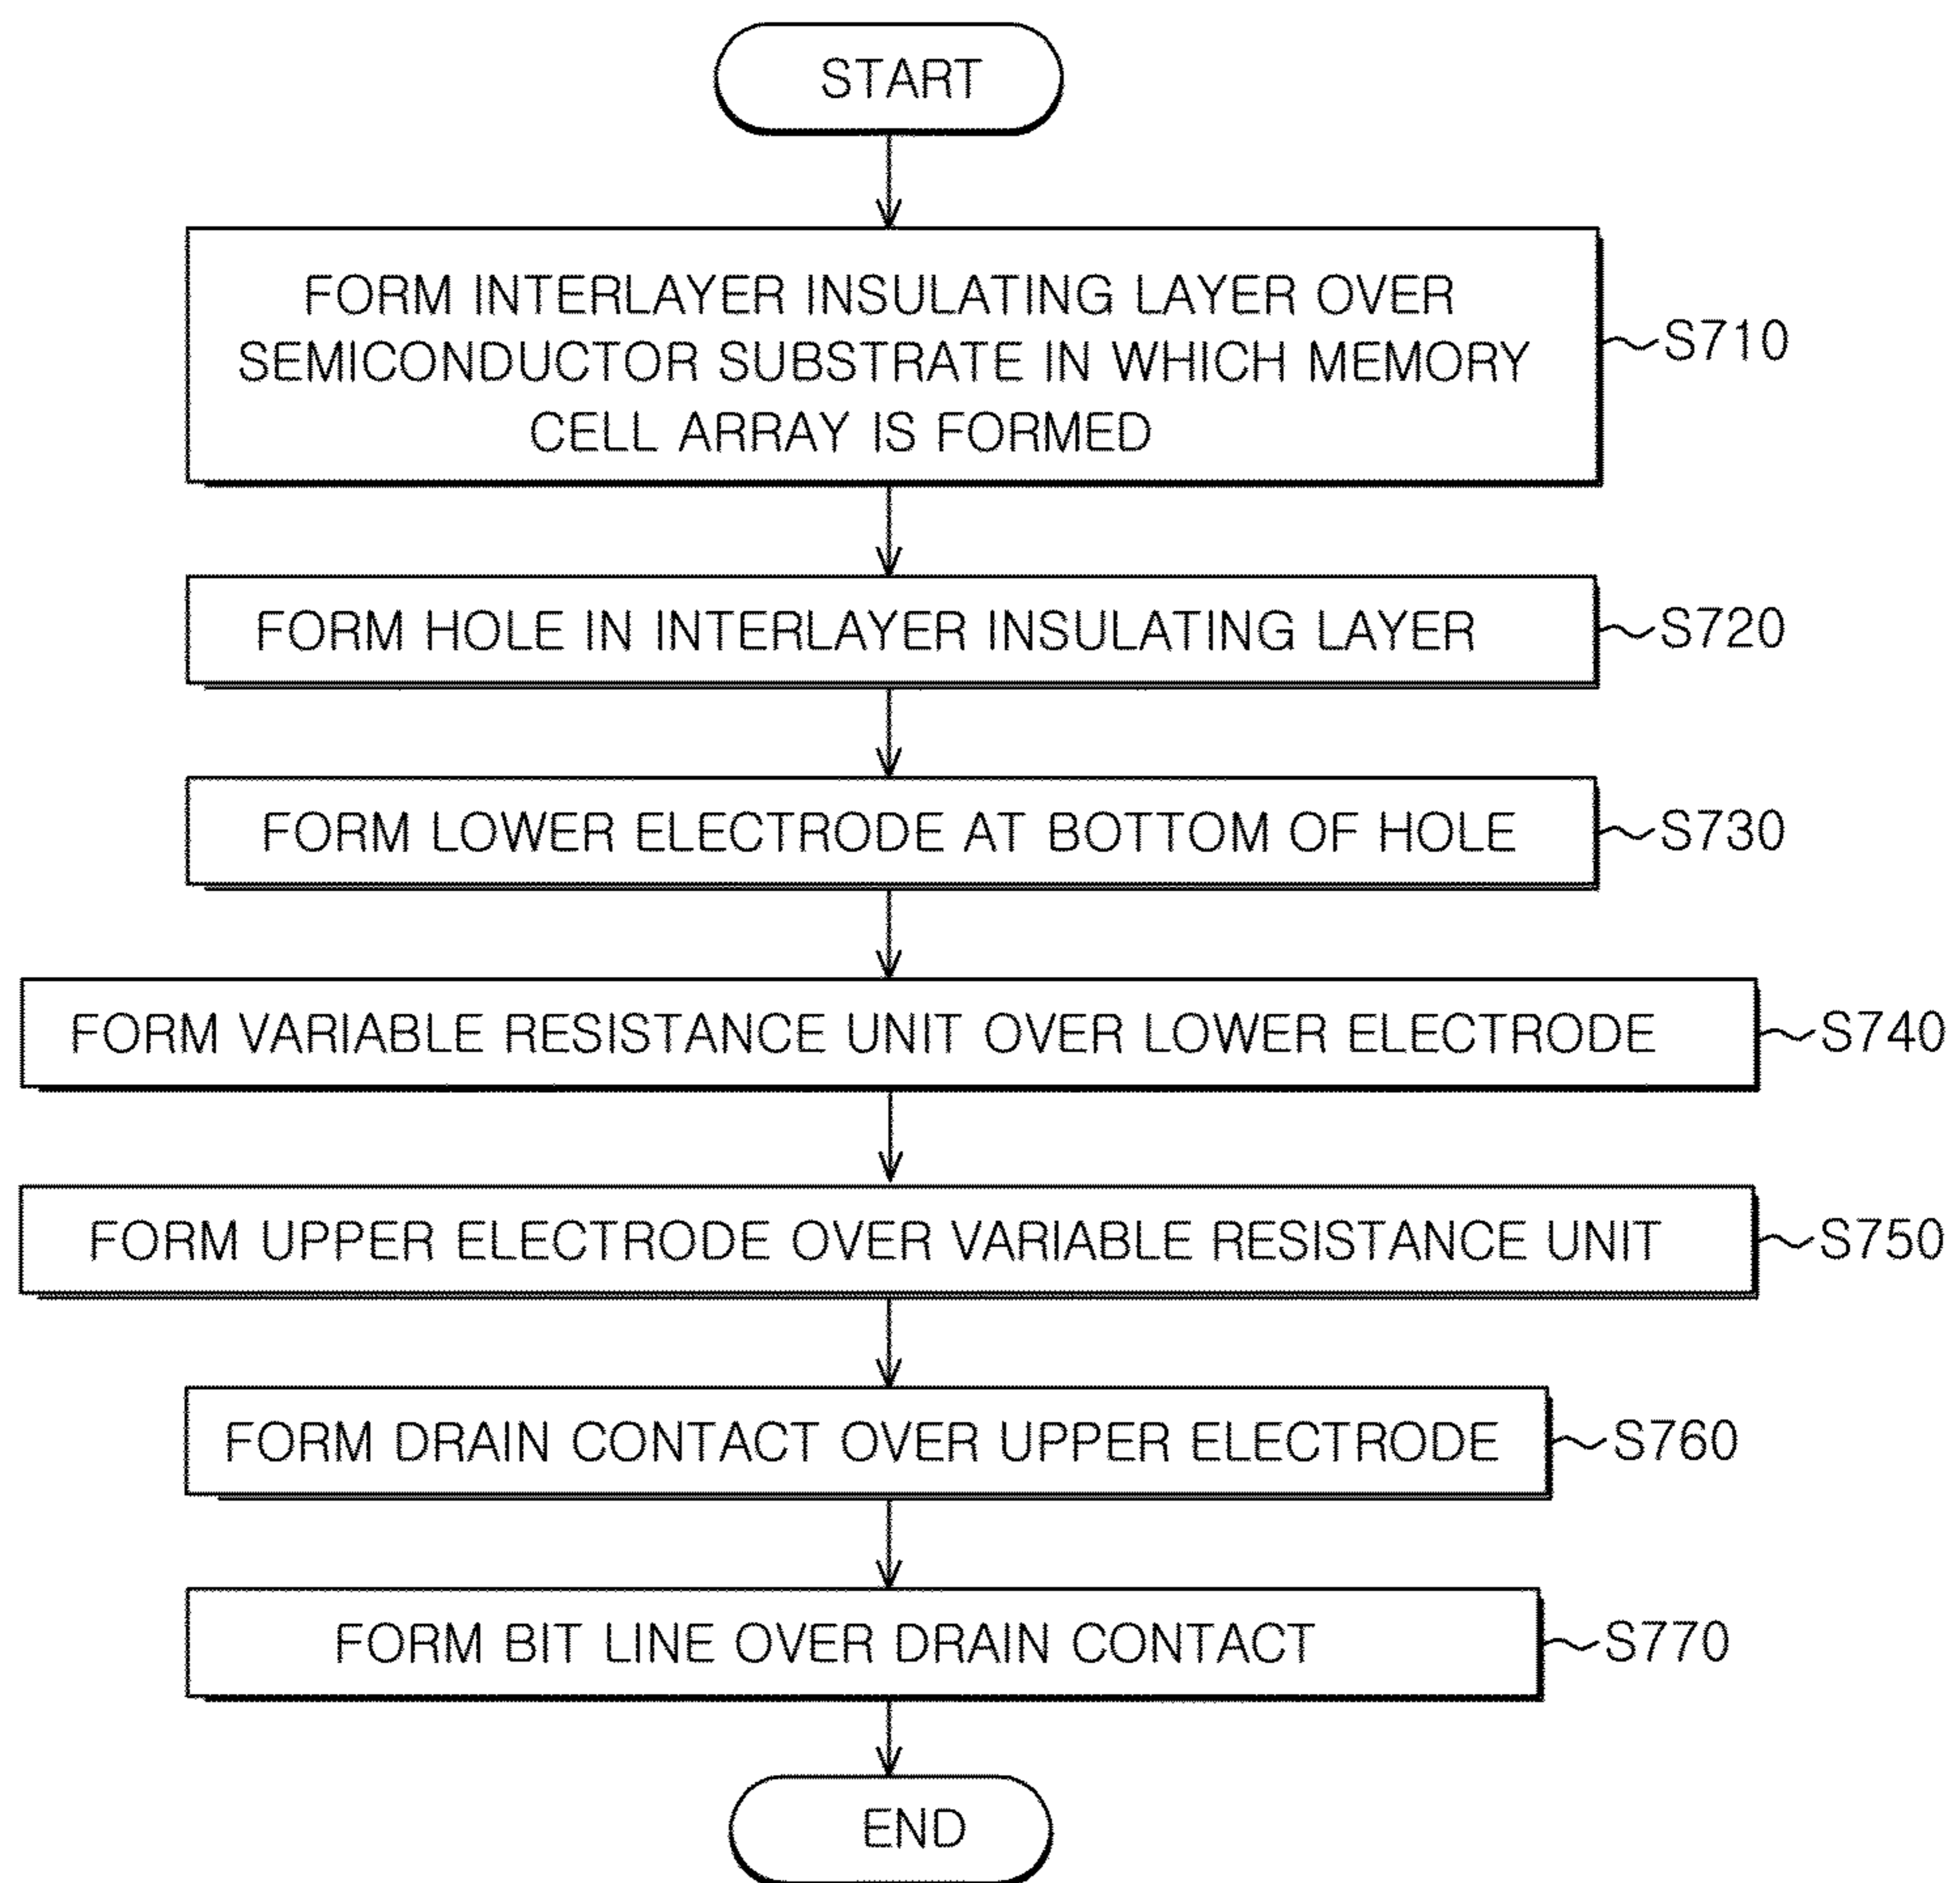 START
FORM INTERLAYER INSULATING LAYER OVER
SEMICONDUCTOR SUBSTRATE IN WHICH MEMORY
CELL ARRAY IS FORMED
S710
FORM HOLE IN INTERLAYER INSULATING LAYER
S720
FORM LOWER ELECTRODE AT BOTTOM OF HOLE
S730
FORM VARIABLE RESISTANCE UNIT OVER LOWER ELECTRODE
S740
FORM UPPER ELECTRODE OVER VARIABLE RESISTANCE UNIT
S750
FORM DRAIN CONTACT OVER UPPER ELECTRODE
S760
FORM BIT LINE OVER DRAIN CONTACT
S770
END